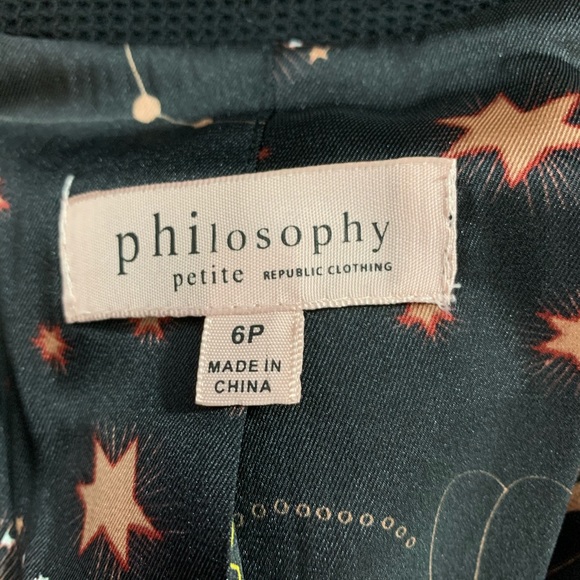 philosophy
petite REPUBLIC CLOTHING
6P
MADE IN
CHINA